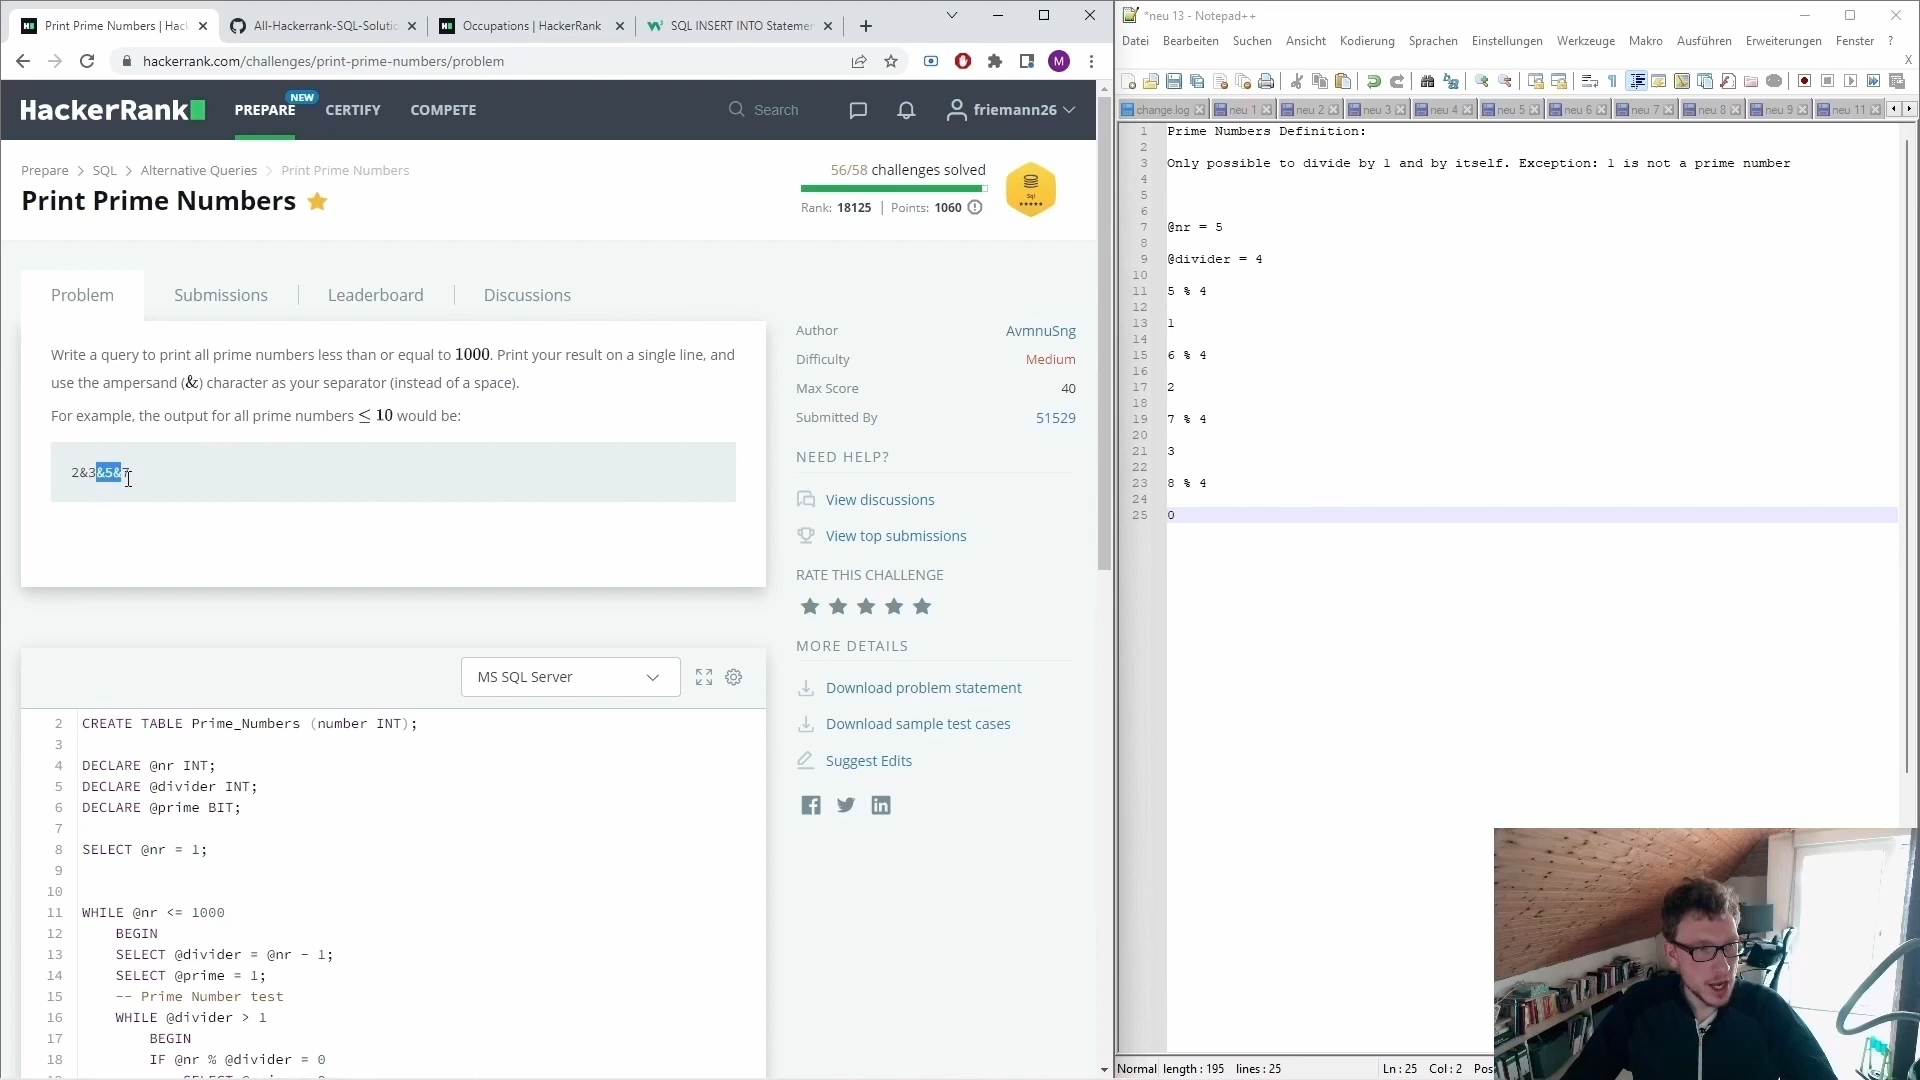 Print Prime Numbers | Hack
All-Hackerrank-SQL-Solutic
Occupations | HackerRank
SQL INSERT INTO Statemer
hackerrank.com/challenges/print-prime-numbers/problem
M
HackerRank
PREPARE
NEW
CERTIFY
COMPETE
Search
friemann26
Prepare > SQL > Alternative Queries > Print Prime Numbers
Print Prime Numbers
56/58 challenges solved
Rank: 18125 | Points: 1060
Sql
Problem
Submissions
Leaderboard
Discussions
Write a query to print all prime numbers less than or equal to 1000. Print your result on a single line, and
use the ampersand (&) character as your separator (instead of a space).
For example, the output for all prime numbers ≤ 10 would be:
2&3&5&7
Author AvmnuSng
Difficulty Medium
Max Score 40
Submitted By 51529
NEED HELP?
View discussions
View top submissions
RATE THIS CHALLENGE
MORE DETAILS
Download problem statement
Download sample test cases
Suggest Edits
MS SQL Server
2 CREATE TABLE Prime_Numbers (number INT);
3
4 DECLARE @nr INT;
5 DECLARE @divider INT;
6 DECLARE @prime BIT;
7
8 SELECT @nr = 1;
9
10
11 WHILE @nr <= 1000
12 BEGIN
13 SELECT @divider = @nr - 1;
14 SELECT @prime = 1;
15 -- Prime Number test
16 WHILE @divider > 1
17 BEGIN
18 IF @nr % @divider = 0
*neu 13 - Notepad++
Datei Bearbeiten Suchen Ansicht Kodierung Sprachen Einstellungen Werkzeuge Makro Ausführen Erweiterungen Fenster ?
X
change.log neu 1 neu 2 neu 3 neu 4 neu 5 neu 6 neu 7 neu 8 neu 9 neu 11
1 Prime Numbers Definition:
2
3 Only possible to divide by 1 and by itself. Exception: 1 is not a prime number
4
5
6
7 @nr = 5
8
9 @divider = 4
10
11 5 % 4
12
13 1
14
15 6 % 4
16
17 2
18
19 7 % 4
20
21 3
22
23 8 % 4
24
25 0
Normal length : 195 lines : 25 Ln : 25 Col : 2 Pos